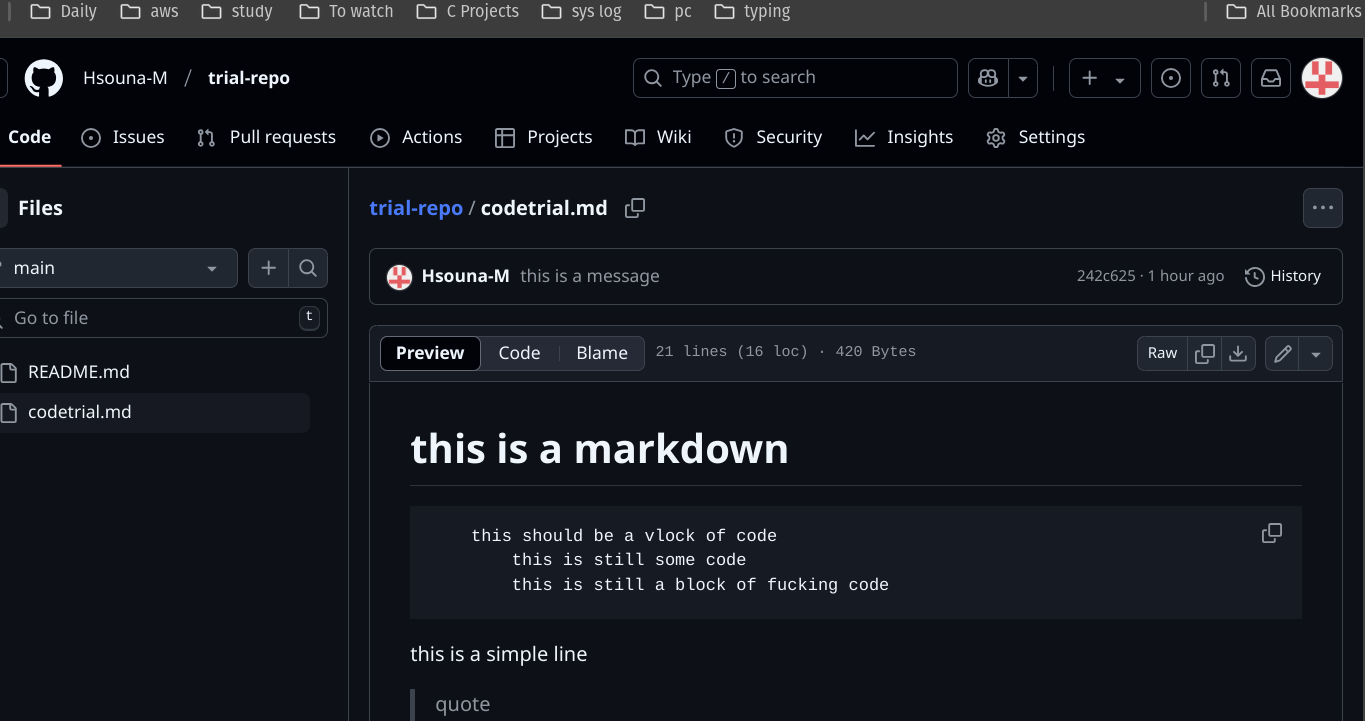 Daily aws study To watch C Projects sys log pc typing All Bookmarks
Hsouna-M / trial-repo Type / to search
Code Issues Pull requests Actions Projects Wiki Security Insights Settings
Files
main
Go to file t
README.md
codetrial.md
trial-repo / codetrial.md
Hsouna-M this is a message 242c625 · 1 hour ago History
Preview Code Blame 21 lines (16 loc) · 420 Bytes Raw
this is a markdown
this should be a vlock of code
this is still some code
this is still a block of fucking code
this is a simple line
quote